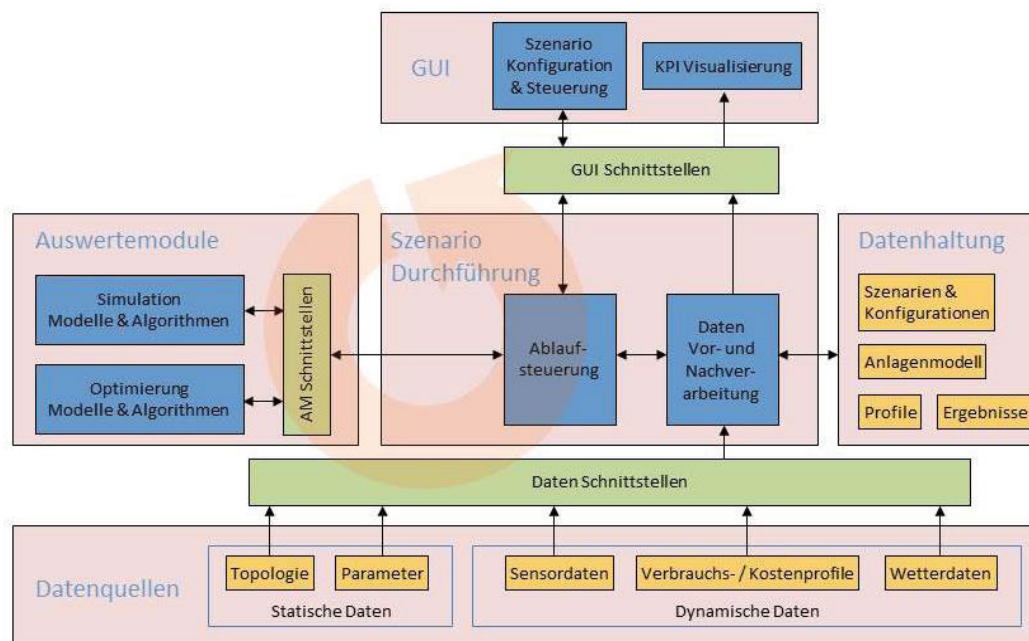 GUI
Szenario
Konfiguration
& Steuerung
KPI Visualisierung
GUI Schnittstellen
Auswertemodule
Simulation
Modelle & Algorithmen
Optimierung
Modelle & Algorithmen
AM Schnittstellen
Szenario
Durchführung
Ablauf-
steuerung
Daten
Vor- und
Nachver-
arbeitung
Datenhaltung
Szenarien &
Konfigurationen
Anlagenmodell
Profile
Ergebnisse
Daten Schnittstellen
Datenquellen
Topologie
Parameter
Statische Daten
Sensordaten
Verbrauchs- / Kostenprofile
Wetterdaten
Dynamische Daten